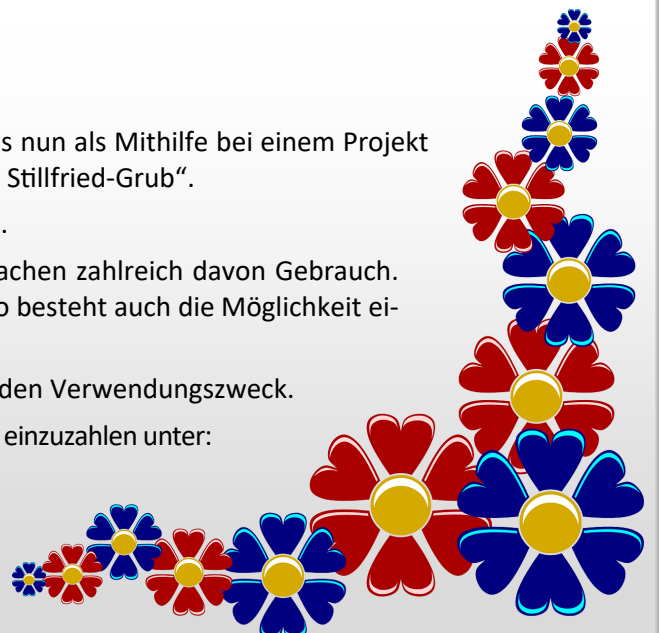 s nun als Mithilfe bei einem Projekt
Stillfried-Grub“.
.
achen zahlreich davon Gebrauch.
o besteht auch die Möglichkeit ei-
den Verwendungszweck.
einzuzahlen unter: